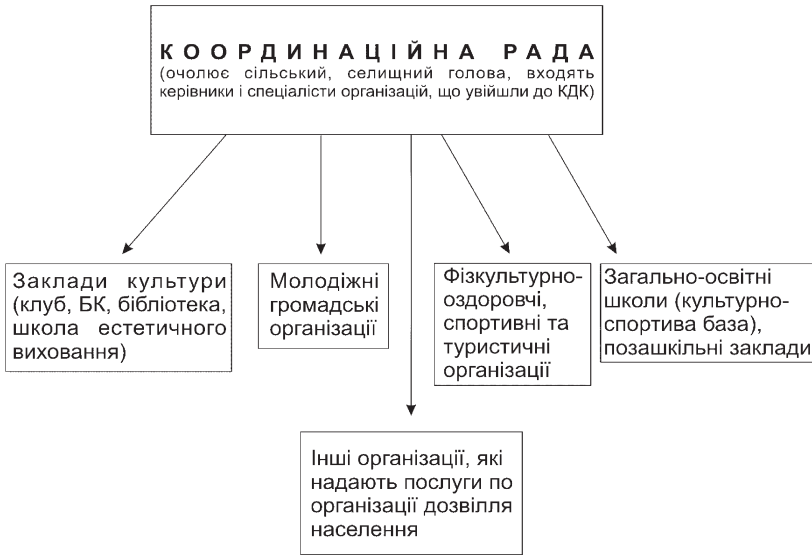 КООРДИНАЦІЙНА РАДА
(очолює сільський, селищний голова, входять
керівники і спеціалісти організацій, що увійшли до КДК)
Заклади культури
(клуб, БК, бібліотека,
школа естетичного
виховання)
Молодіжні
громадські
організації
Фізкультурно-
оздоровчі,
спортивні та
туристичні
організації
Загально-освітні
школи (культурно-
спортива база),
позашкільні заклади
Інші організації, які
надають послуги по
організації дозвілля
населення